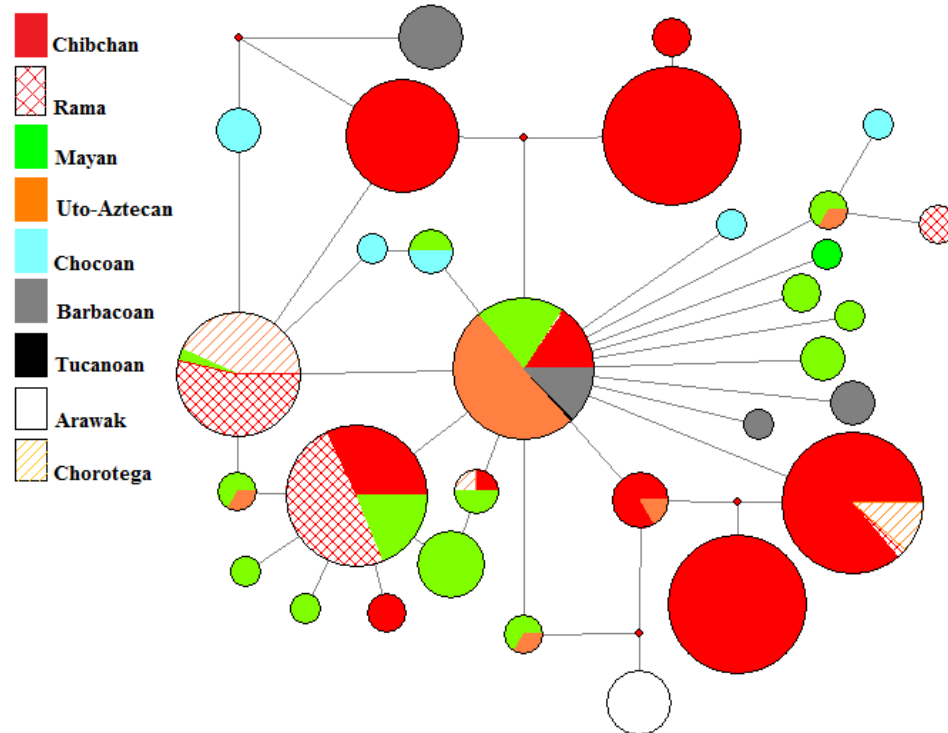 Chibchan
Rama
Mayan
Uto-Aztecan
Chocoan
Barbacoan
Tucanoan
Arawak
Chorotega